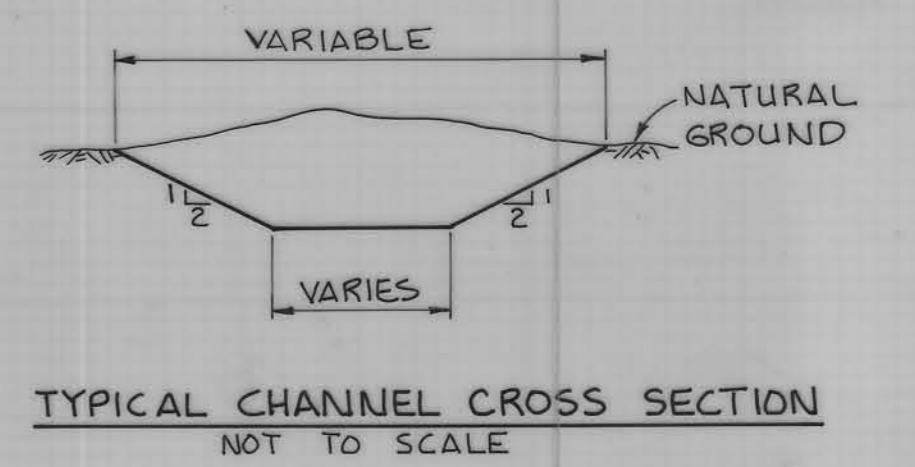 VARIABLE
NATURAL
GROUND
1
2
2
1
VARIES
TYPICAL CHANNEL CROSS SECTION
NOT TO SCALE